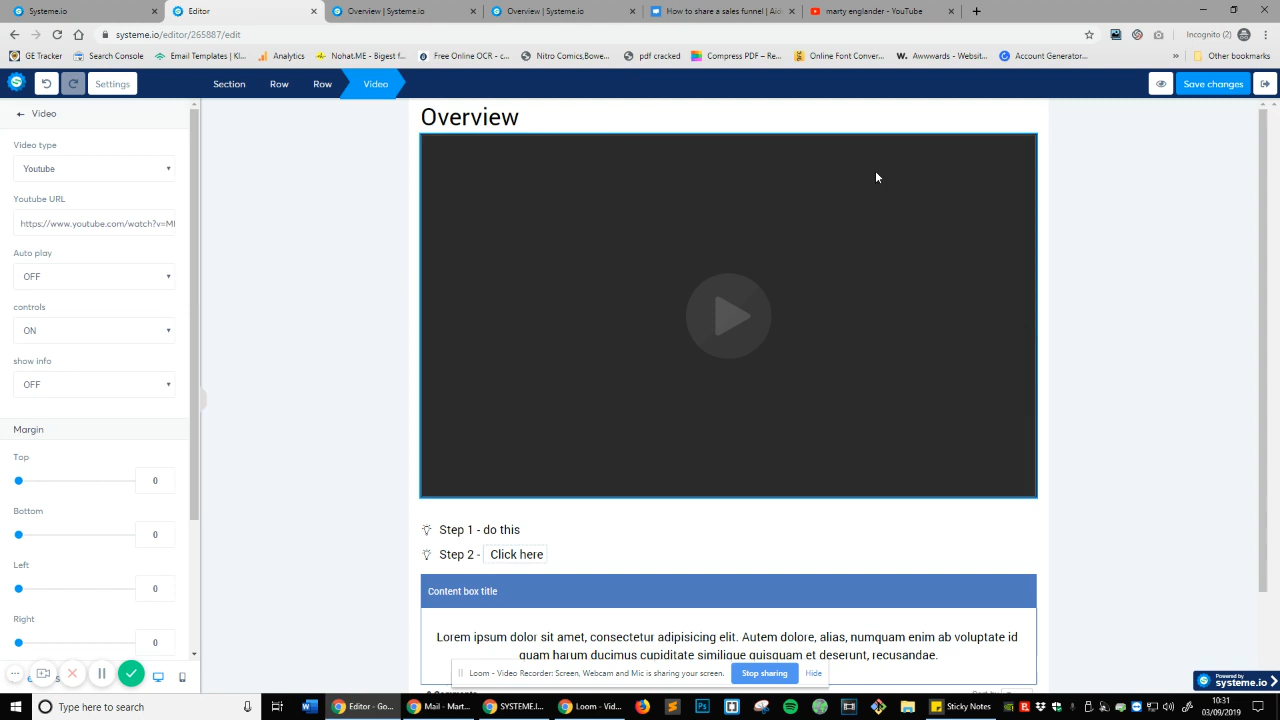 Systeme.io
Editor
Overview | Systeme.io
Overview | Systeme.io
How to share a sales funnel | Aid
marty englander - YouTube
systeme.io/editor/265887/edit
Incognito (2)
GE Tracker
Search Console
Email Templates | Kl...
Analytics
Nohat.ME - Bigest f...
Free Online OCR - c...
Nitro Comics,Bowe...
pdf cracked
Compress PDF – Re...
Online Font Conver...
Awwwards - Websit...
Account Generator...
Other bookmarks
Settings
Section
Row
Row
Video
Save changes
Video
Video type
Youtube
Youtube URL
https://www.youtube.com/watch?v=M
Auto play
OFF
controls
ON
show info
OFF
Margin
Top
0
Bottom
0
Left
0
Right
0
Overview
Step 1 - do this
Step 2 - Click here
Content box title
Lorem ipsum dolor sit amet, consectetur adipisicing elit. Autem dolore, alias, numquam enim ab voluptate id
quam harum ducimus cupiditate similique quisquam et deserunt, recusandae.
Loom - Video Recorder: Screen, Webcam and Mic is sharing your screen.
Stop sharing
Hide
Powered by
systeme.io
Type here to search
Editor - Go...
Mail - Mart...
SYSTEME.I...
Loom - Vid...
Sticky Notes
10:31
03/09/2019